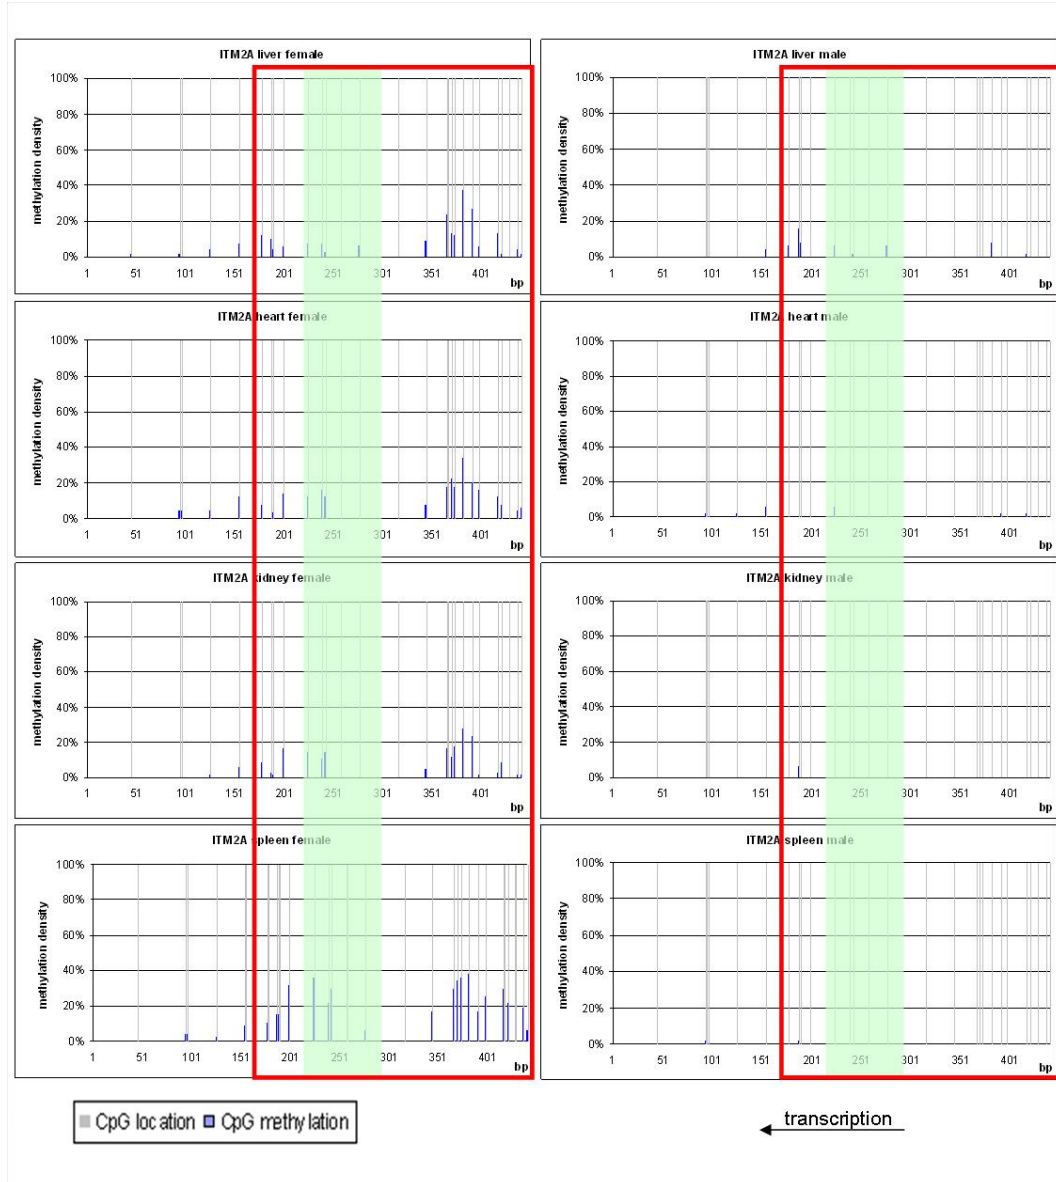 ITM2A liver female
methylation density
100%
80%
60%
40%
20%
0%
1 51 101 151 201 251 301 351 401
bp
ITM2A liver male
methylation density
100%
80%
60%
40%
20%
0%
1 51 101 151 201 251 301 351 401
bp
ITM2A heart female
methylation density
100%
80%
60%
40%
20%
0%
1 51 101 151 201 251 301 351 401
bp
ITM2A heart male
methylation density
100%
80%
60%
40%
20%
0%
1 51 101 151 201 251 301 351 401
bp
ITM2A kidney female
methylation density
100%
80%
60%
40%
20%
0%
1 51 101 151 201 251 301 351 401
bp
ITM2A kidney male
methylation density
100%
80%
60%
40%
20%
0%
1 51 101 151 201 251 301 351 401
bp
ITM2A spleen female
methylation density
100%
80%
60%
40%
20%
0%
1 51 101 151 201 251 301 351 401
bp
ITM2A spleen male
methylation density
100%
80%
60%
40%
20%
0%
1 51 101 151 201 251 301 351 401
bp
CpG location CpG methylation
transcription